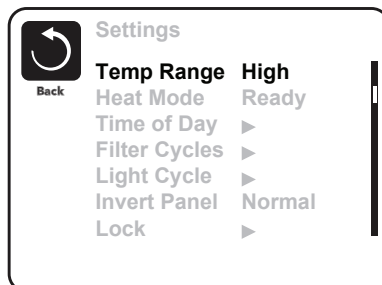 Settings
Back
Temp Range High
Heat Mode Ready
Time of Day ▶
Filter Cycles ▶
Light Cycle ▶
Invert Panel Normal
Lock ▶